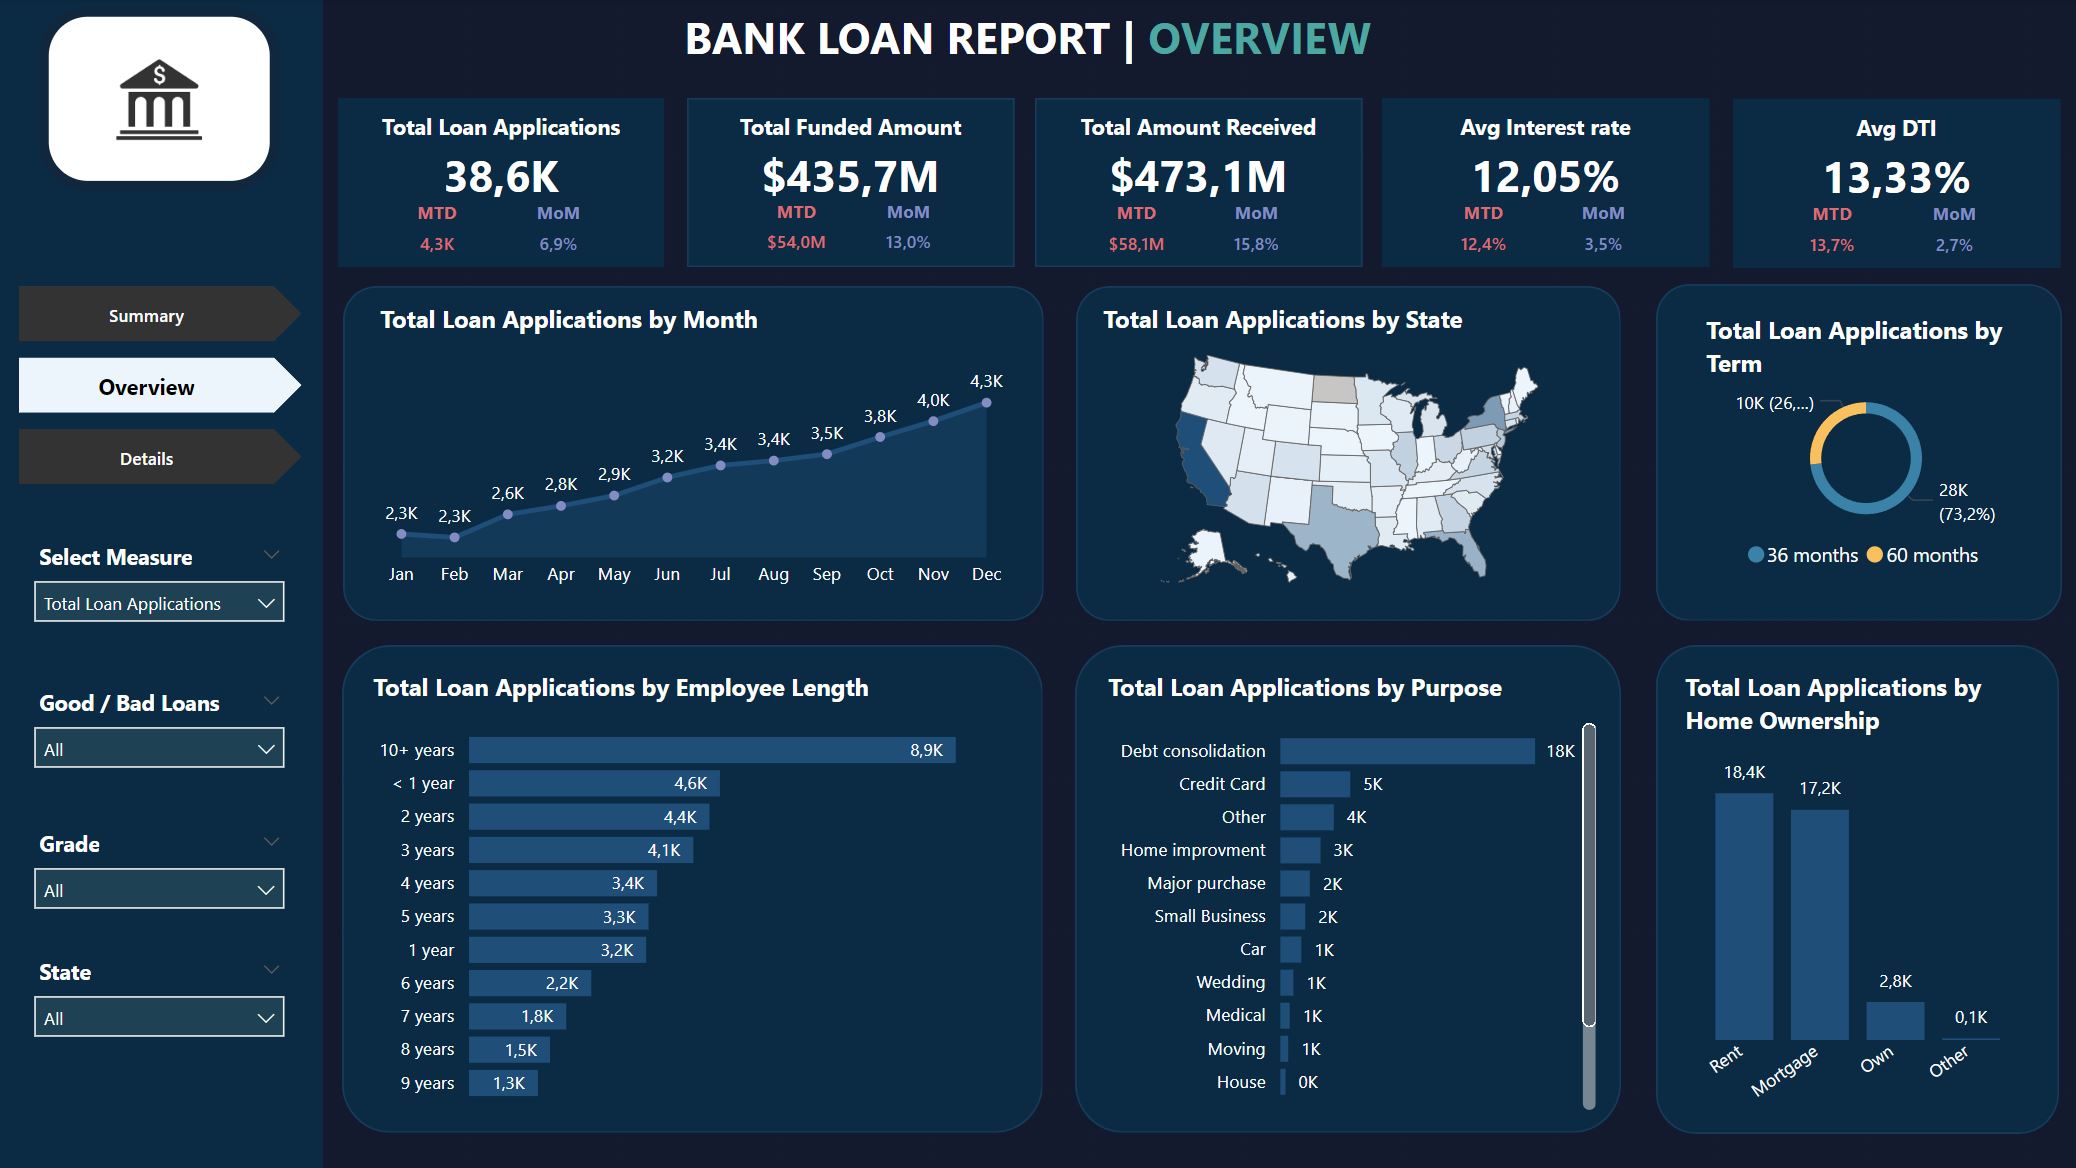 $
BANK LOAN REPORT | OVERVIEW
Total Loan Applications
38,6K
MTD MoM
4,3K 6,9%
Total Funded Amount
$435,7M
MTD MoM
$54,0M 13,0%
Total Amount Received
$473,1M
MTD MoM
$58,1M 15,8%
Avg Interest rate
12,05%
MTD MoM
12,4% 3,5%
Avg DTI
13,33%
MTD MoM
13,7% 2,7%
Summary
Overview
Details
Select Measure
Total Loan Applications
Good / Bad Loans
All
Grade
All
State
All
Total Loan Applications by Month
2,3K 2,3K 2,6K 2,8K 2,9K 3,2K 3,4K 3,4K 3,5K 3,8K 4,0K 4,3K
Jan Feb Mar Apr May Jun Jul Aug Sep Oct Nov Dec
Total Loan Applications by State
Total Loan Applications by
Term
10K (26,...)
28K
(73,2%)
36 months 60 months
Total Loan Applications by Employee Length
10+ years 8,9K
< 1 year 4,6K
2 years 4,4K
3 years 4,1K
4 years 3,4K
5 years 3,3K
1 year 3,2K
6 years 2,2K
7 years 1,8K
8 years 1,5K
9 years 1,3K
Total Loan Applications by Purpose
Debt consolidation 18K
Credit Card 5K
Other 4K
Home improvment 3K
Major purchase 2K
Small Business 2K
Car 1K
Wedding 1K
Medical 1K
Moving 1K
House 0K
Total Loan Applications by
Home Ownership
18,4K 17,2K 2,8K 0,1K
Rent Mortgage Own Other